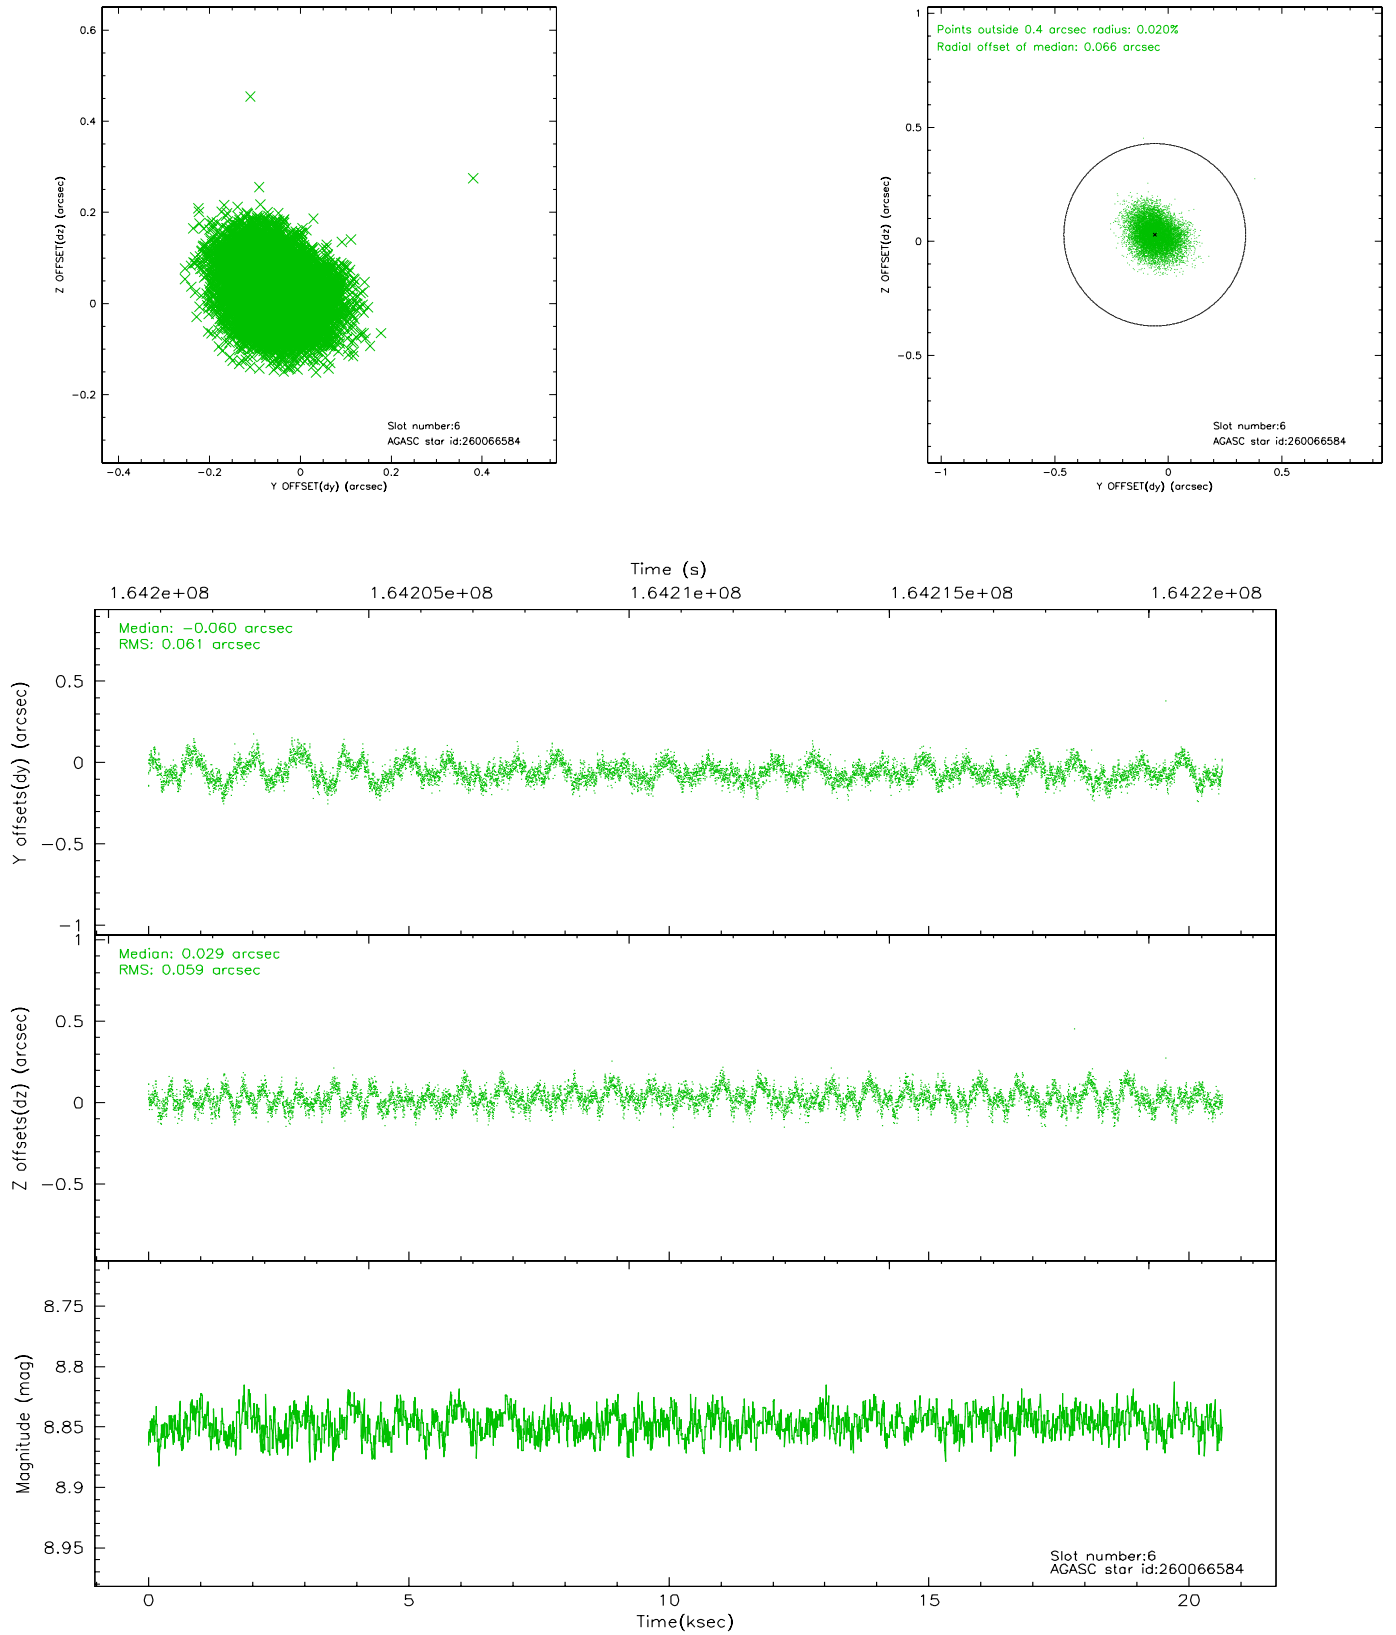 0.6
0.4
0.2
0
−0.2
Z OFFSET(dz) (arcsec)
Slot number:6
AGASC star id:260066584
−0.4 −0.2 0 0.2 0.4
Y OFFSET(dy) (arcsec)
Points outside 0.4 arcsec radius: 0.020%
Radial offset of median: 0.066 arcsec
1
0.5
0
−0.5
Z OFFSET(dz) (arcsec)
Slot number:6
AGASC star id:260066584
−1 −0.5 0 0.5
Y OFFSET(dy) (arcsec)
Time (s)
1.642e+08 1.64205e+08 1.6421e+08 1.64215e+08 1.6422e+08
Median: −0.060 arcsec
RMS: 0.061 arcsec
0.5
0
−0.5
−1
Y offsets(dy) (arcsec)
Median: 0.029 arcsec
RMS: 0.059 arcsec
1
0.5
0
−0.5
Z offsets(dz) (arcsec)
8.75
8.8
8.85
8.9
8.95
Magnitude (mag)
Slot number:6
AGASC star id:260066584
0 5 10 15 20
Time(ksec)